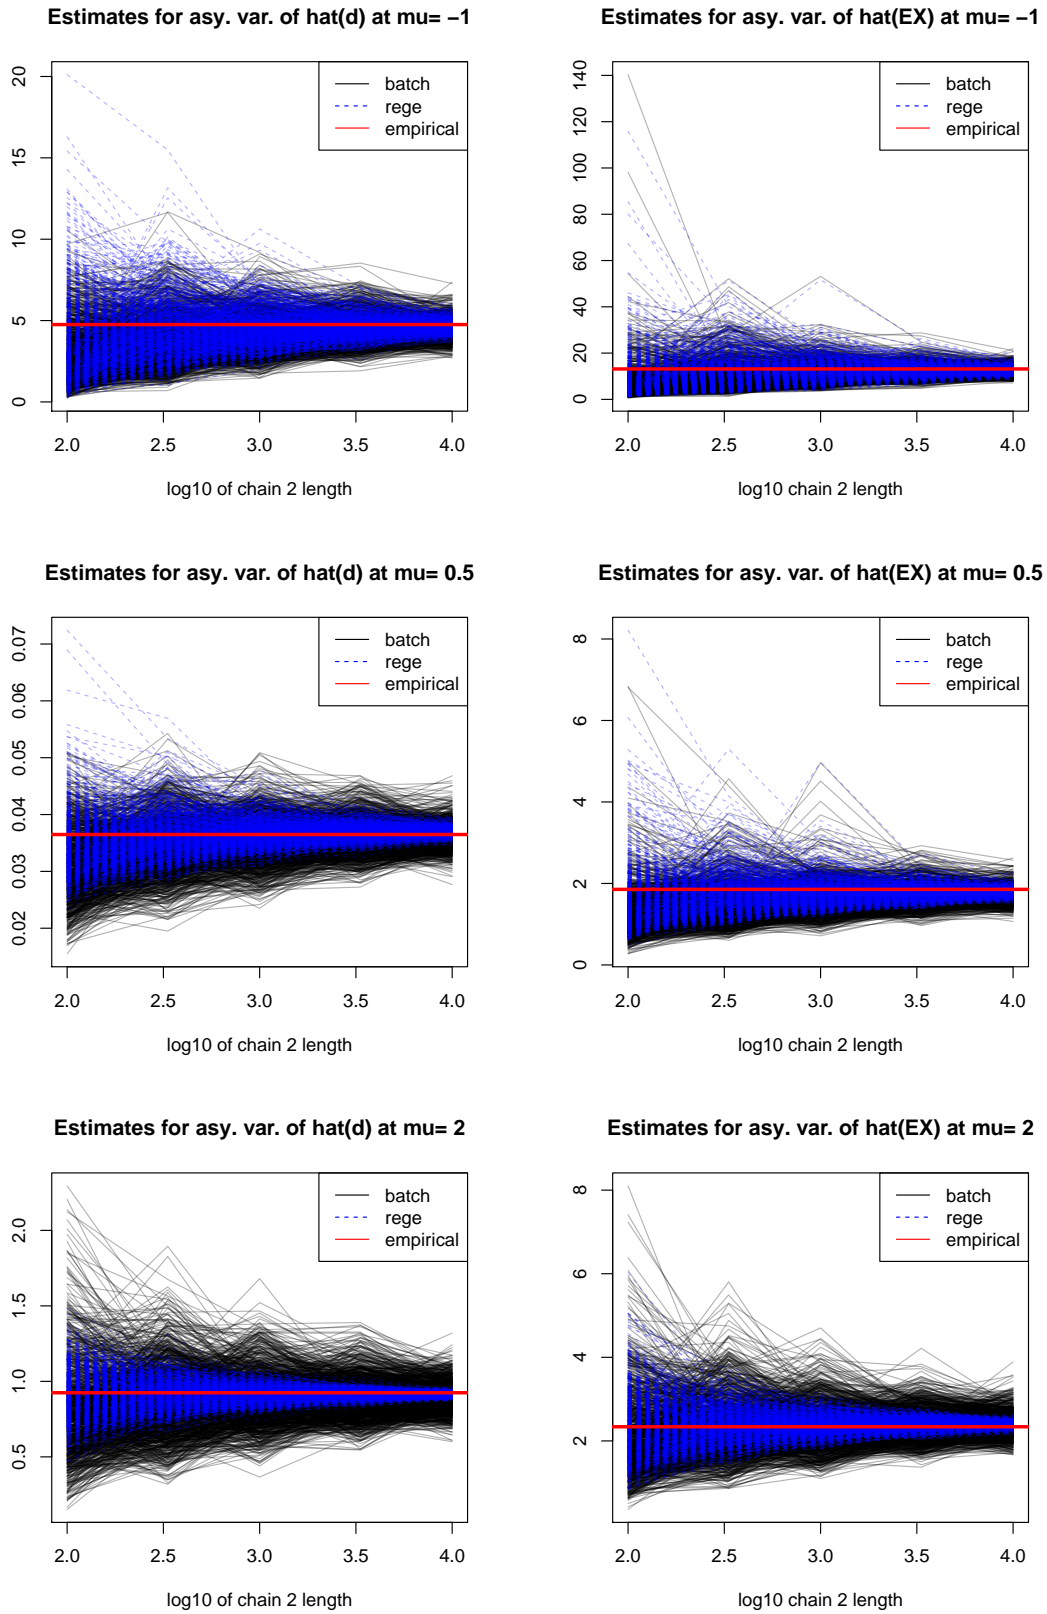 Estimates for asy. var. of hat(d) at mu= −1
20
15
10
5
0
batch
rege
empirical
2.0 2.5 3.0 3.5 4.0
log10 of chain 2 length
Estimates for asy. var. of hat(EX) at mu= −1
140
120
100
80
60
40
20
0
batch
rege
empirical
2.0 2.5 3.0 3.5 4.0
log10 chain 2 length
Estimates for asy. var. of hat(d) at mu= 0.5
0.07
0.06
0.05
0.04
0.03
0.02
batch
rege
empirical
2.0 2.5 3.0 3.5 4.0
log10 of chain 2 length
Estimates for asy. var. of hat(EX) at mu= 0.5
8
6
4
2
0
batch
rege
empirical
2.0 2.5 3.0 3.5 4.0
log10 chain 2 length
Estimates for asy. var. of hat(d) at mu= 2
2.0
1.5
1.0
0.5
batch
rege
empirical
2.0 2.5 3.0 3.5 4.0
log10 of chain 2 length
Estimates for asy. var. of hat(EX) at mu= 2
8
6
4
2
batch
rege
empirical
2.0 2.5 3.0 3.5 4.0
log10 chain 2 length